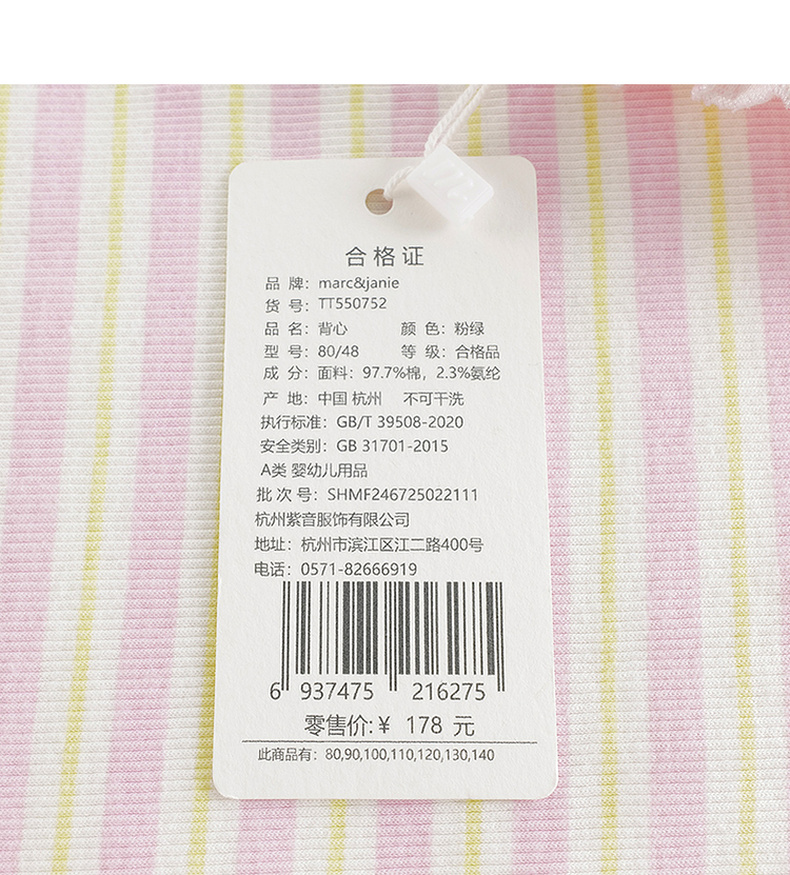 合格证
品 牌：marc&janie
货 号：TT550752
品 名：背心 颜 色：粉绿
型 号：80/48 等 级：合格品
成 分：面料：97.7%棉，2.3%氨纶
产 地：中国 杭州 不可干洗
执行标准：GB/T 39508-2020
安全类别：GB 31701-2015
A类 婴幼儿用品
批 次 号：SHMF246725022111
杭州紫音服饰有限公司
地址：杭州市滨江区江二路400号
电话：0571-82666919
6 937475 216275
零售价:￥ 178 元
此商品有：80,90,100,110,120,130,140